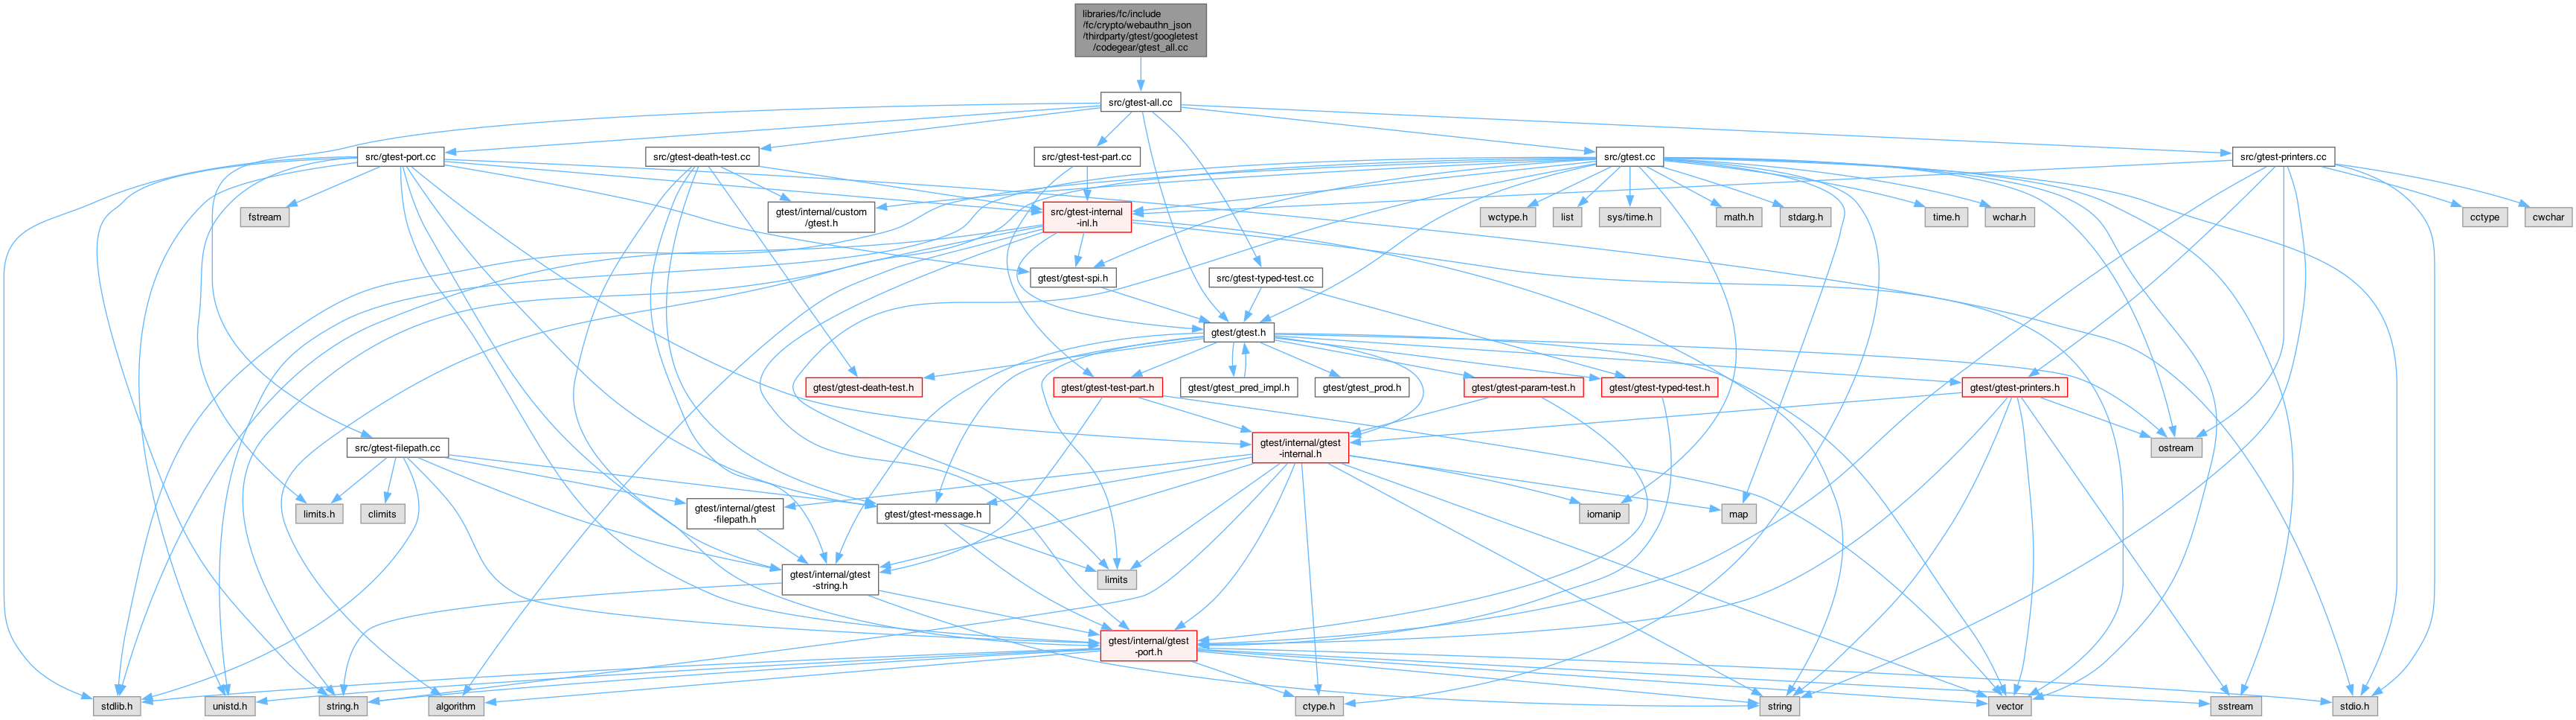 libraries/fc/include
/fc/crypto/webauthn_json
/thirdparty/gtest/googletest
/codegear/gtest_all.cc
src/gtest-all.cc
src/gtest-port.cc
src/gtest-death-test.cc
src/gtest-test-part.cc
src/gtest.cc
src/gtest-printers.cc
fstream
gtest/internal/custom
/gtest.h
src/gtest-internal
-inl.h
wctype.h
list
sys/time.h
math.h
stdarg.h
time.h
wchar.h
cctype
cwchar
gtest/gtest-spi.h
src/gtest-typed-test.cc
gtest/gtest.h
gtest/gtest-death-test.h
gtest/gtest-test-part.h
gtest/gtest_pred_impl.h
gtest/gtest_prod.h
gtest/gtest-param-test.h
gtest/gtest-typed-test.h
gtest/gtest-printers.h
src/gtest-filepath.cc
gtest/internal/gtest
-internal.h
ostream
limits.h
climits
gtest/internal/gtest
-filepath.h
gtest/gtest-message.h
iomanip
map
gtest/internal/gtest
-string.h
limits
gtest/internal/gtest
-port.h
stdlib.h
unistd.h
string.h
algorithm
ctype.h
string
vector
sstream
stdio.h